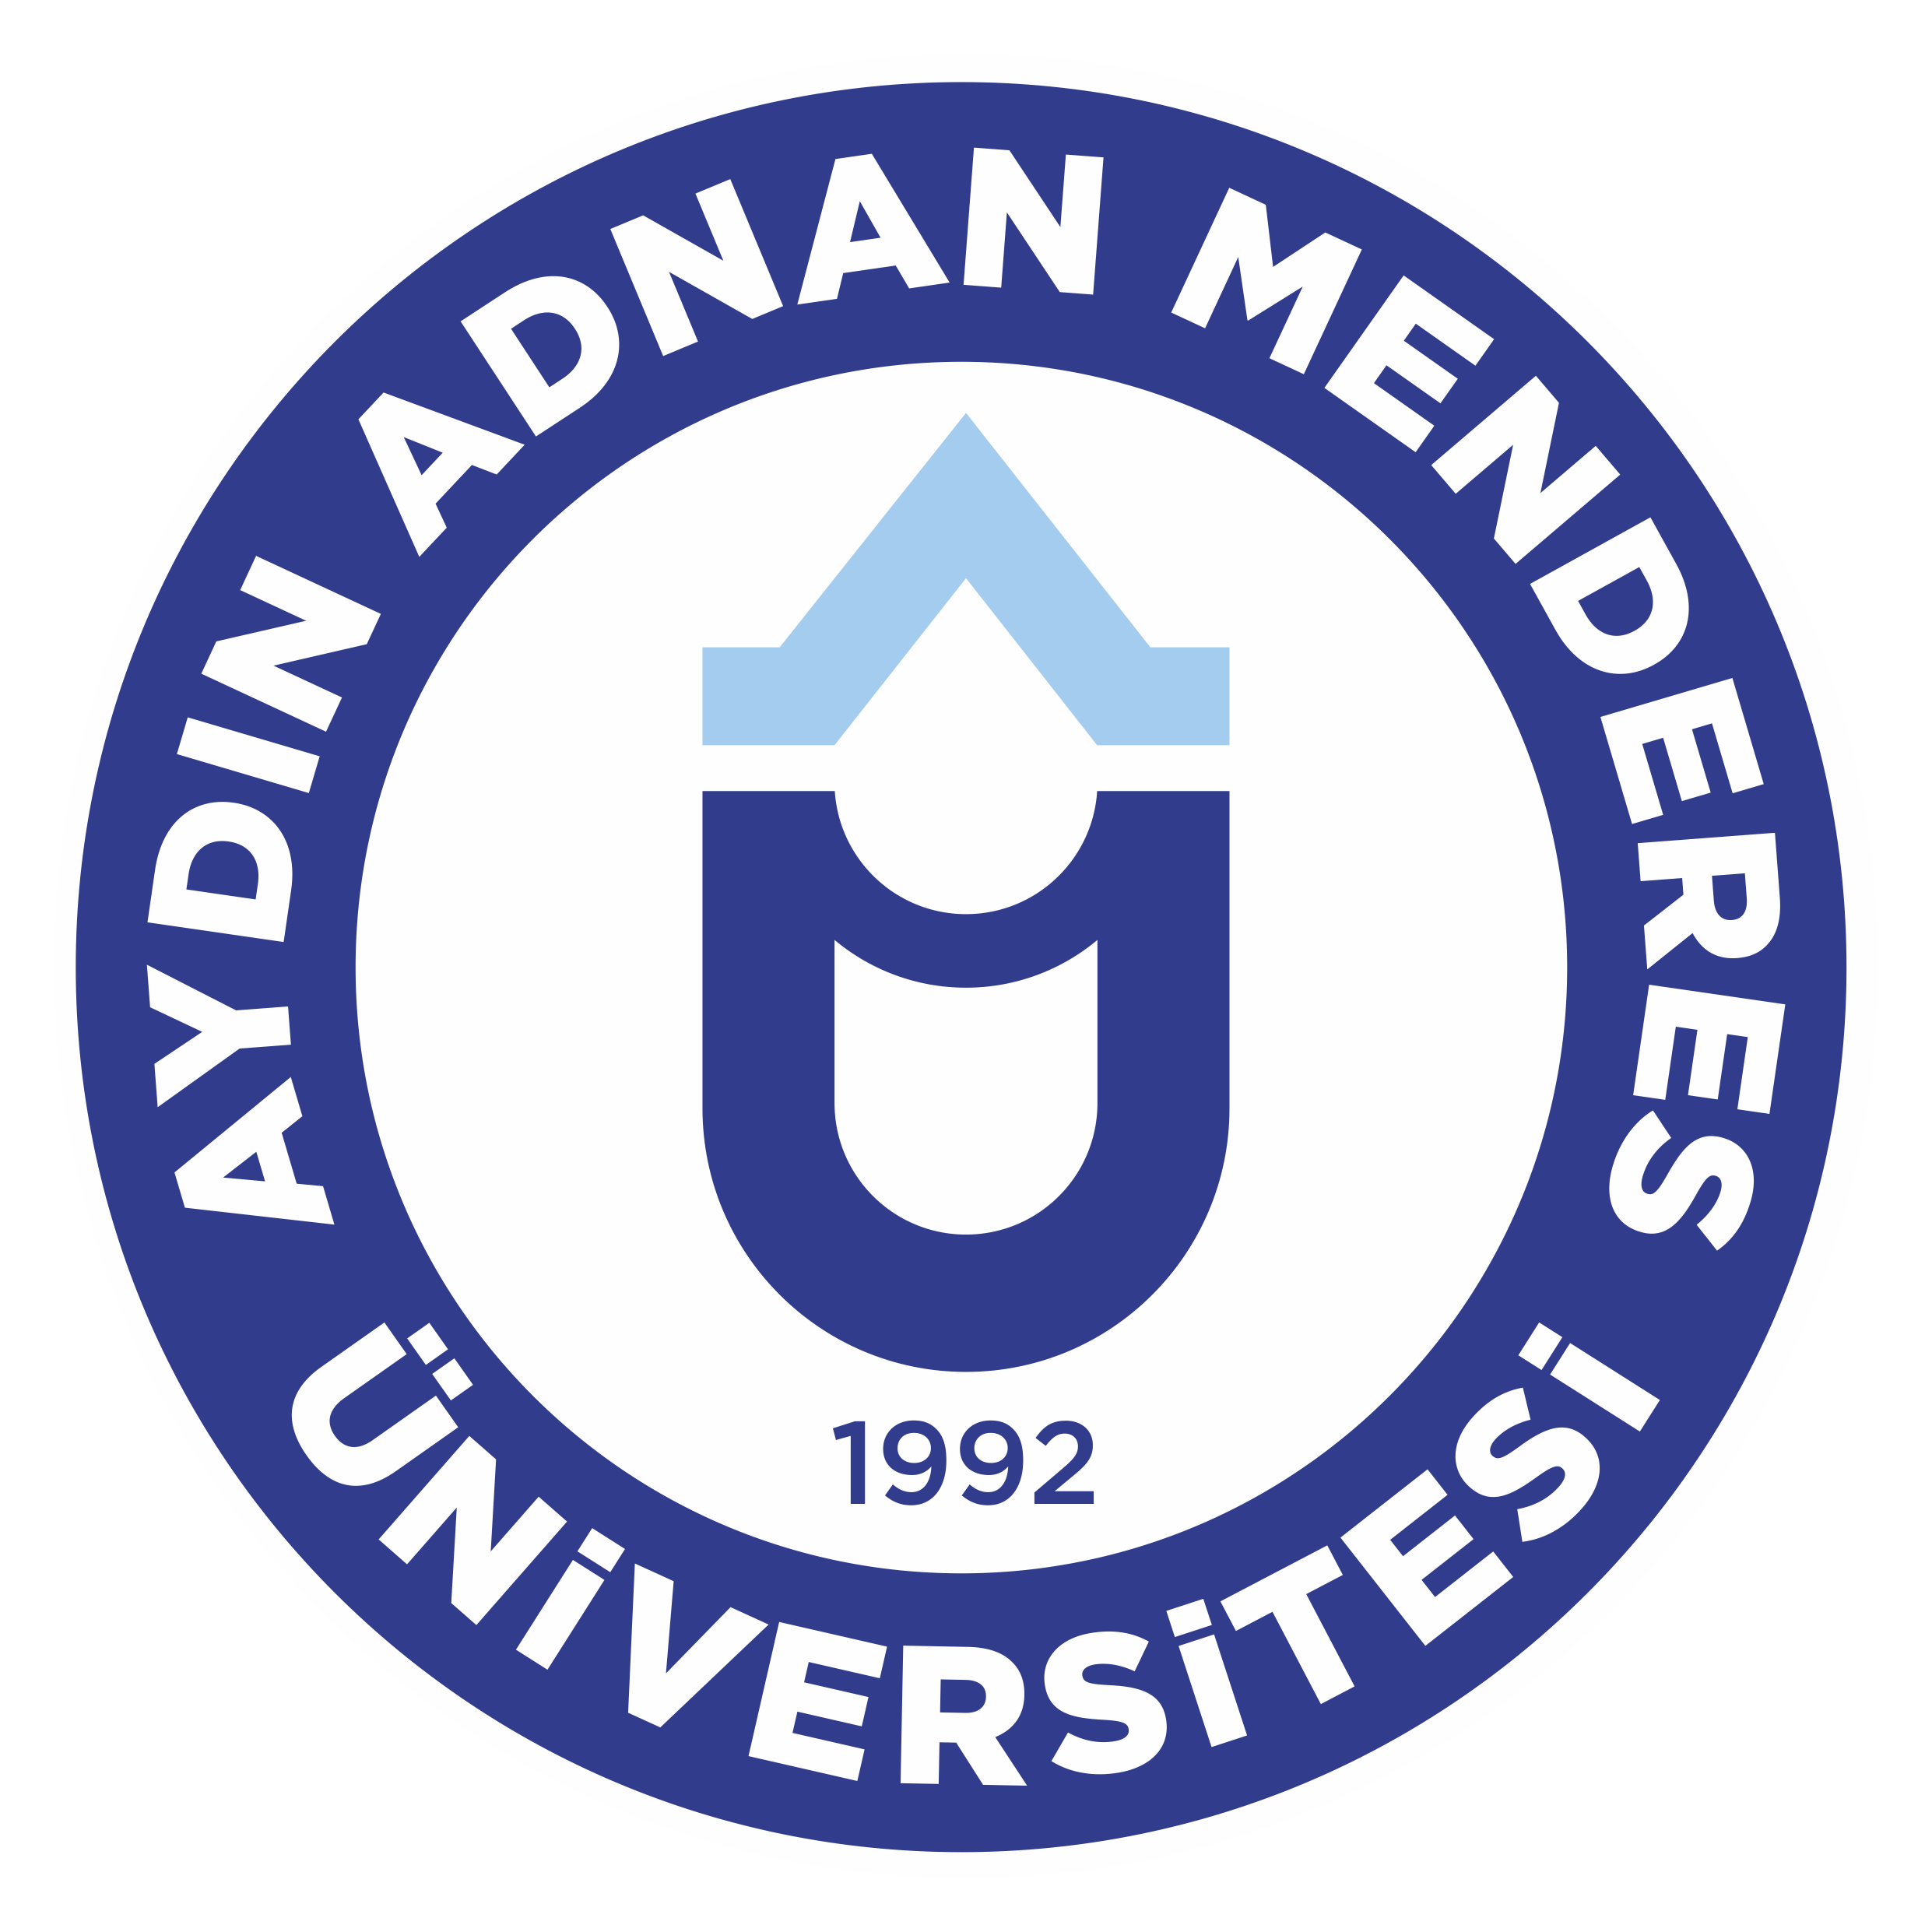 AYDIN ADNAN MENDERES
ÜNİVERSİTESİ
1992